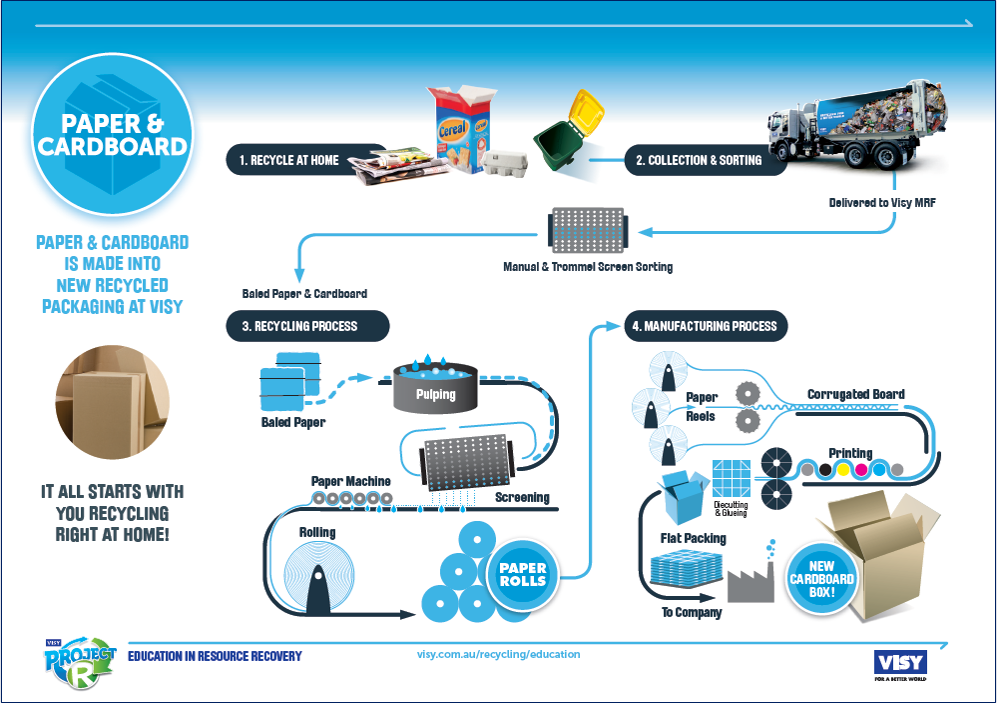 PAPER &
CARDBOARD
PAPER & CARDBOARD
IS MADE INTO
NEW RECYCLED
PACKAGING AT VISY
IT ALL STARTS WITH
YOU RECYCLING
RIGHT AT HOME!
1. RECYCLE AT HOME
Cereal
2. COLLECTION & SORTING
Delivered to Visy MRF
Manual & Trommel Screen Sorting
Baled Paper & Cardboard
3. RECYCLING PROCESS
Baled Paper
Pulping
Screening
Paper Machine
Rolling
PAPER
ROLLS
4. MANUFACTURING PROCESS
Paper
Reels
Corrugated Board
Printing
Diecutting
& Glueing
Flat Packing
To Company
NEW
CARDBOARD
BOX!
VISY
PROJECT
R
EDUCATION IN RESOURCE RECOVERY
visy.com.au/recycling/education
VISY
FOR A BETTER WORLD